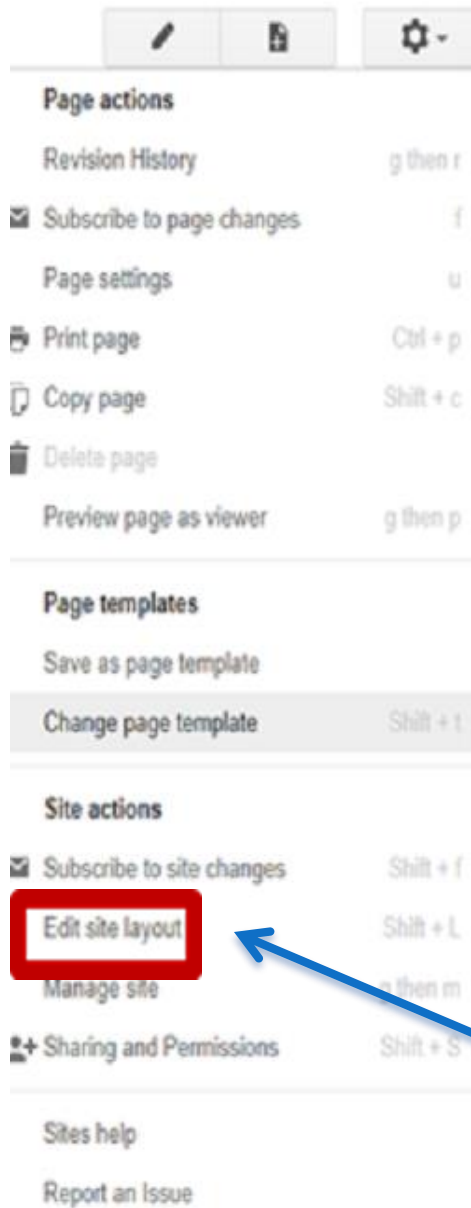 Page actions
Revision History g then r
Subscribe to page changes f
Page settings u
Print page Ctrl + p
Copy page Shift + c
Delete page
Preview page as viewer g then p
Page templates
Save as page template
Change page template Shift + t
Site actions
Subscribe to site changes Shift + f
Edit site layout Shift + L
Manage site g then m
Sharing and Permissions Shift + S
Sites help
Report an Issue